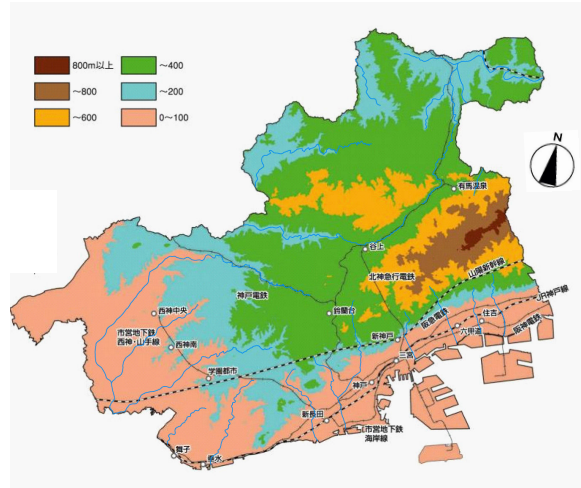 800m以上
～400
～800
～200
～600
0～100
N
有馬温泉
谷上
北神急行電鉄
山陽新幹線
神戸電鉄
鈴蘭台
JR神戸線
西神中央
阪急電鉄
住吉
六甲道
阪神電鉄
市営地下鉄
西神・山手線
新神戸
西神南
三宮
学園都市
神戸
新長田
市営地下鉄
海岸線
舞子
垂水